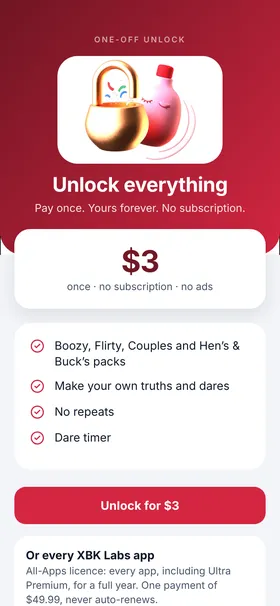 ONE-OFF UNLOCK
Unlock everything
Pay once. Yours forever. No subscription.
$3
once · no subscription · no ads
Boozy, Flirty, Couples and Hen’s &
Buck’s packs
Make your own truths and dares
No repeats
Dare timer
Unlock for $3
Or every XBK Labs app
All-Apps licence: every app, including Ultra
Premium, for a full year. One payment of
$49.99, never auto-renews.